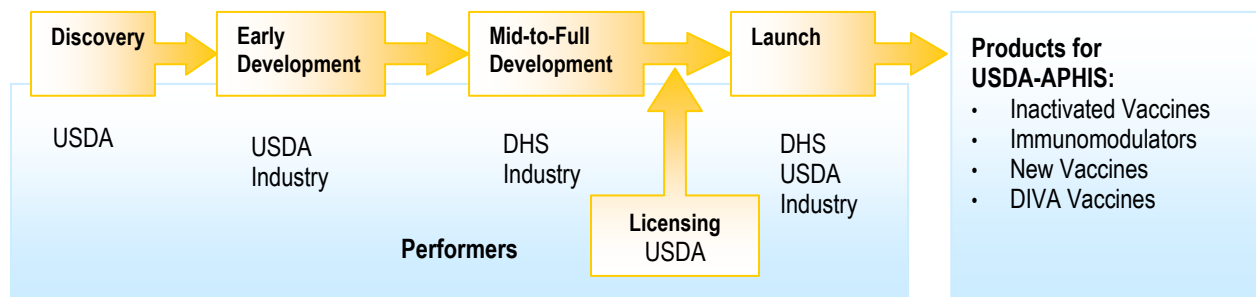 Discovery
Early
Development
Mid-to-Full
Development
Launch
USDA
USDA
Industry
DHS
Industry
DHS
USDA
Industry
Licensing
USDA
Performers
Products for
USDA-APHIS:
• Inactivated Vaccines
• Immunomodulators
• New Vaccines
• DIVA Vaccines